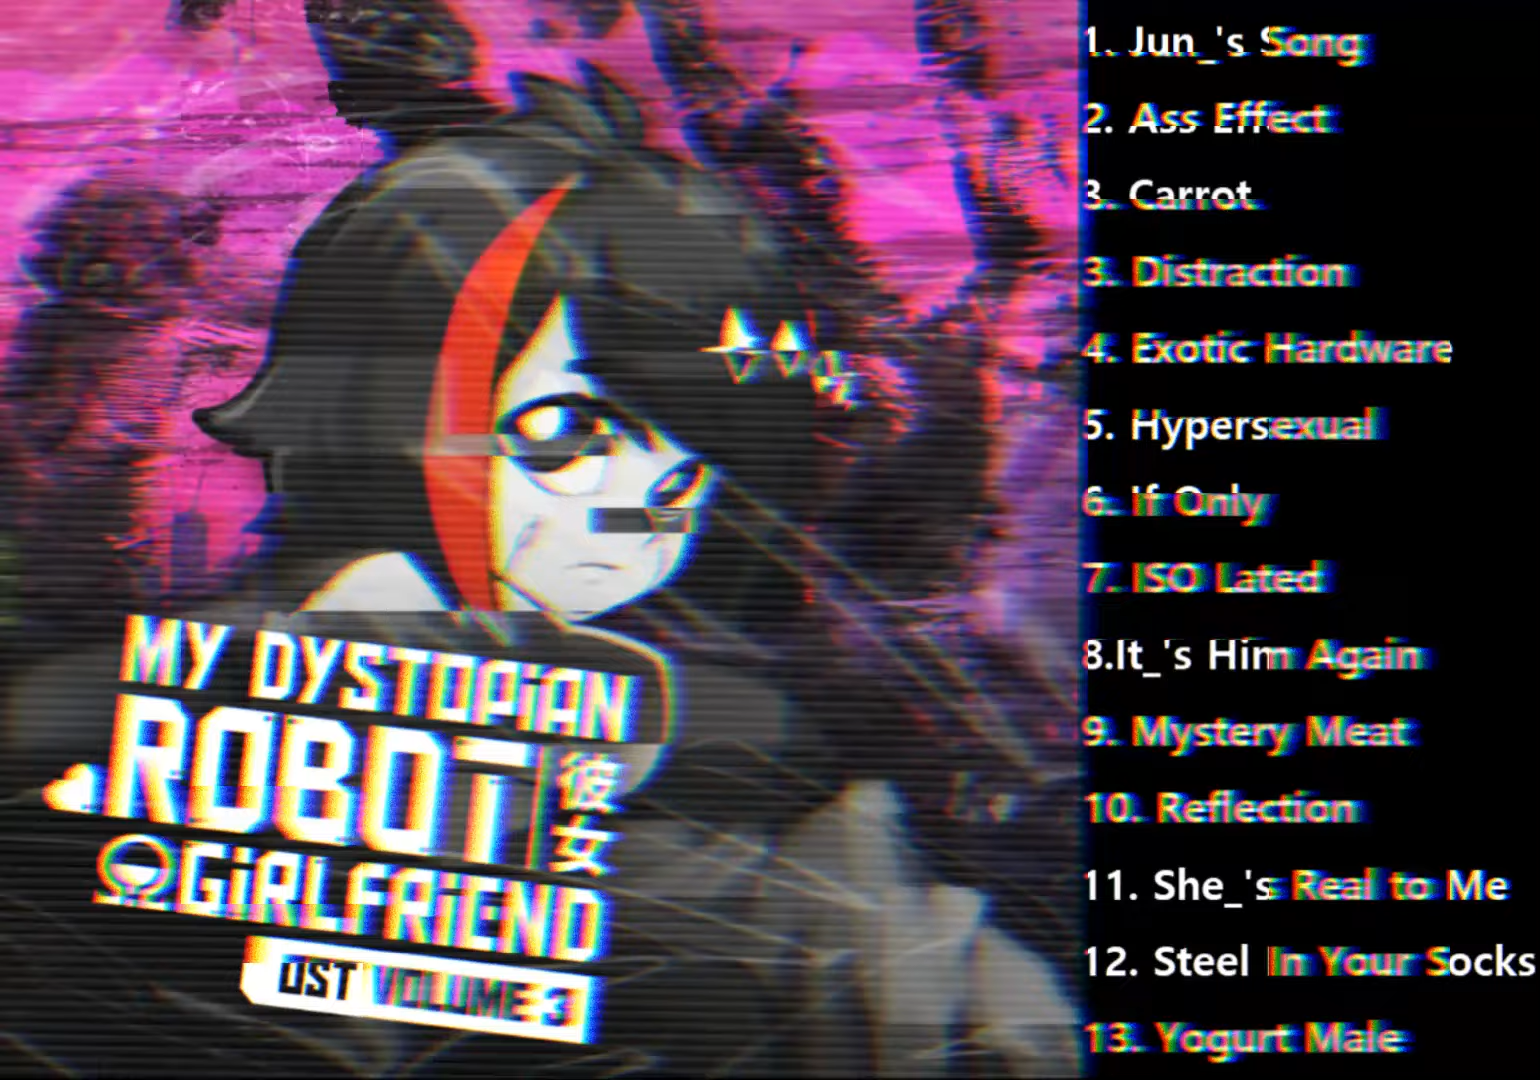 MY DYSTOPiAN
ROBOT 彼女
GiRLFRiEND
OST VOLUME 3
1. Jun_'s Song
2. Ass Effect
3. Carrot
3. Distraction
4. Exotic Hardware
5. Hypersexual
6. If Only
7. ISO Lated
8.It_'s Him Again
9. Mystery Meat
10. Reflection
11. She_'s Real to Me
12. Steel In Your Socks
13. Yogurt Male